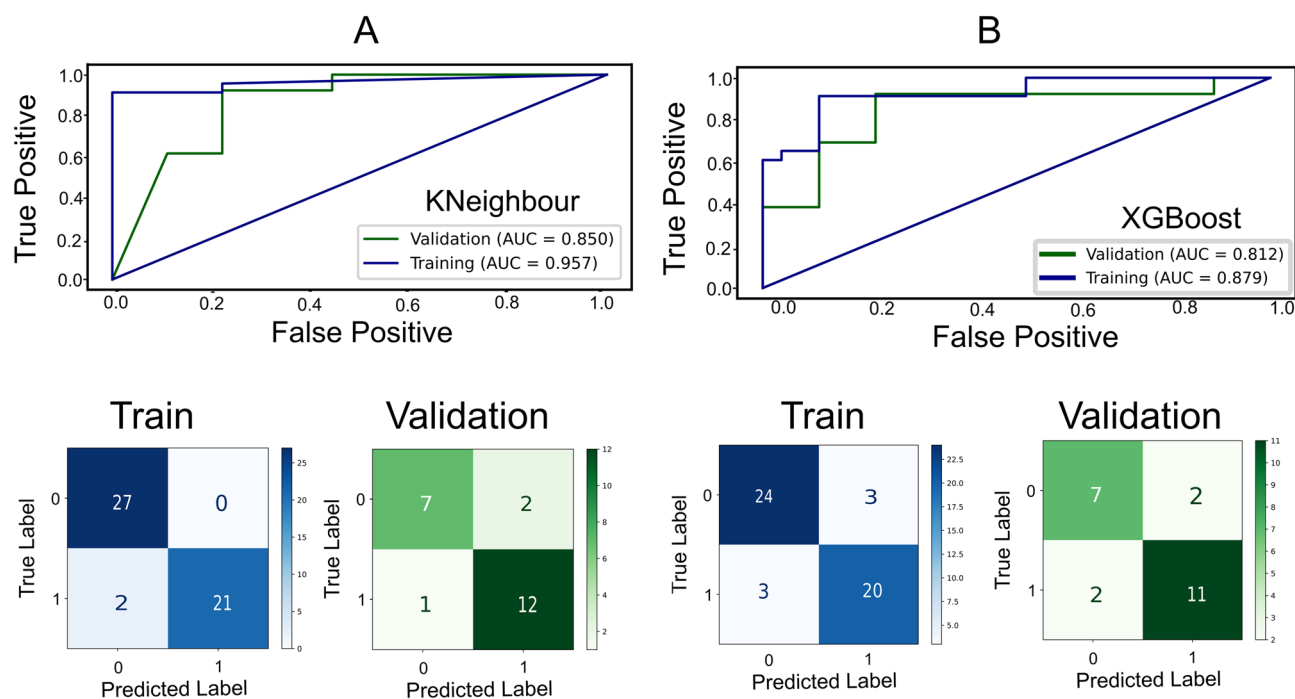 A
True Positive
1.0
0.8
0.6
0.4
0.2
0.0
KNeighbour
Validation (AUC = 0.850)
Training (AUC = 0.957)
0.0 0.2 0.4 0.6 0.8 1.0
False Positive
B
True Positive
1.0
0.8
0.6
0.4
0.2
0.0
XGBoost
Validation (AUC = 0.812)
Training (AUC = 0.879)
0.0 0.2 0.4 0.6 0.8 1.0
False Positive
Train
True Label
0
1
27 0
2 21
0 1
Predicted Label
25
20
15
10
5
0
Validation
True Label
0
1
7 2
1 12
0 1
Predicted Label
12
10
8
6
4
2
Train
True Label
0
1
24 3
3 20
0 1
Predicted Label
22.5
20.0
17.5
15.0
12.5
10.0
7.5
5.0
Validation
True Label
0
1
7 2
2 11
0 1
Predicted Label
11
10
9
8
7
6
5
4
3
2